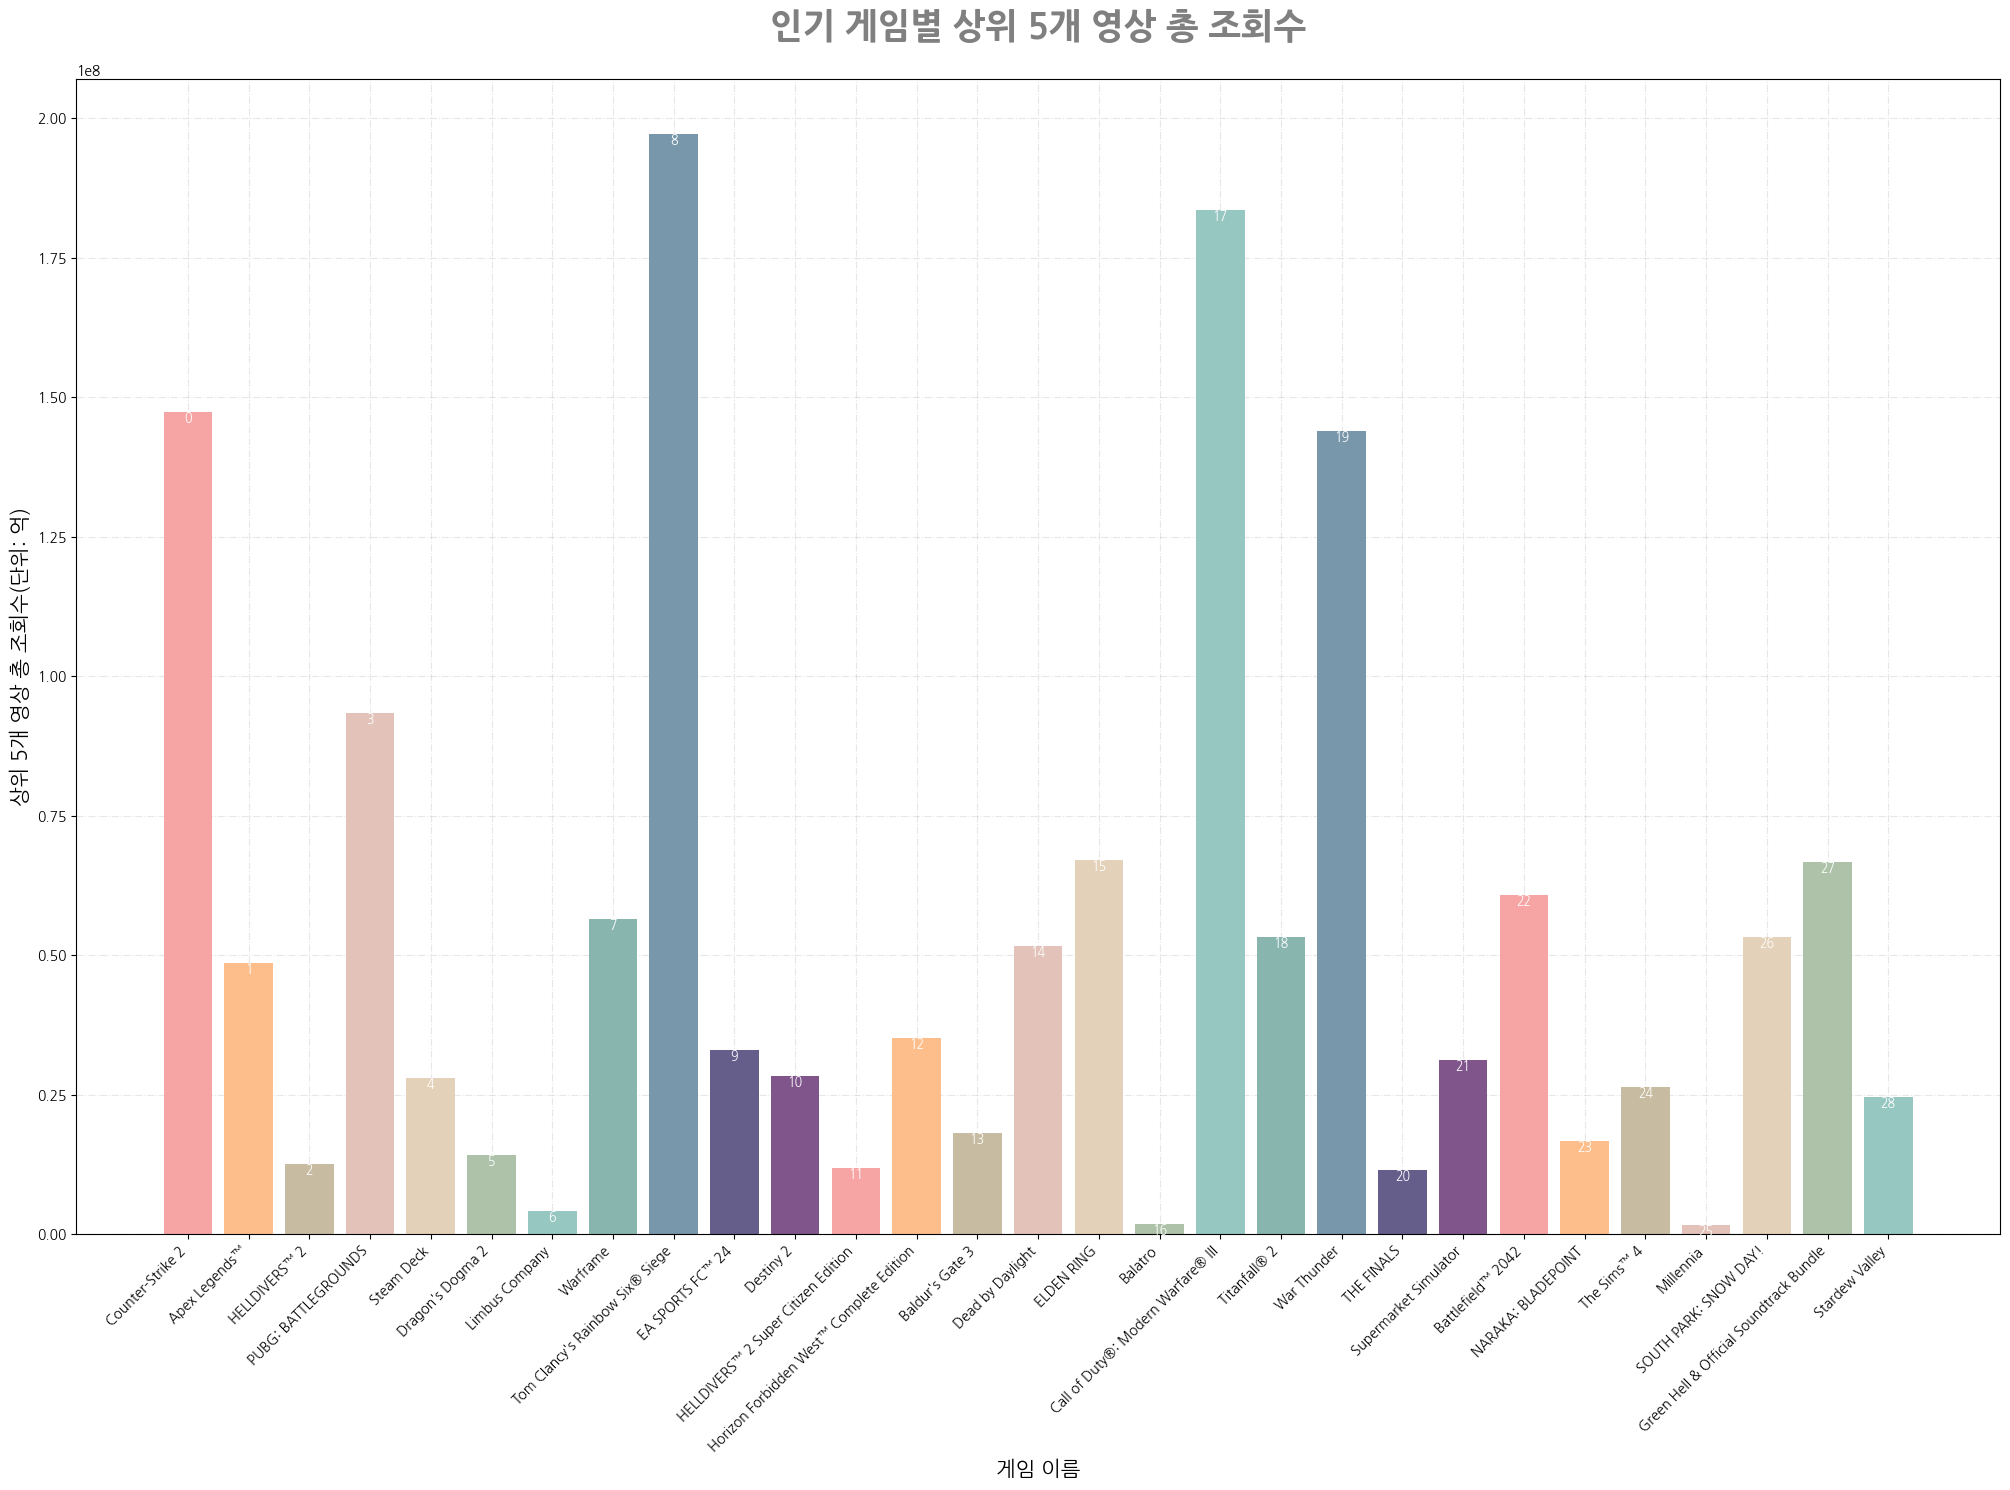 인기 게임별 상위 5개 영상 총 조회수
1e8
2.00
1.75
1.50
1.25
1.00
0.75
0.50
0.25
0.00
상위 5개 영상 총 조회수(단위: 억)
0
1
2
3
4
5
6
7
8
9
10
11
12
13
14
15
16
17
18
19
20
21
22
23
24
25
26
27
28
Counter-Strike 2
Apex Legends™
HELLDIVERS™ 2
PUBG: BATTLEGROUNDS
Steam Deck
Dragon's Dogma 2
Limbus Company
Warframe
Tom Clancy's Rainbow Six® Siege
EA SPORTS FC™ 24
Destiny 2
HELLDIVERS™ 2 Super Citizen Edition
Horizon Forbidden West™ Complete Edition
Baldur's Gate 3
Dead by Daylight
ELDEN RING
Balatro
Call of Duty®: Modern Warfare® III
Titanfall® 2
War Thunder
THE FINALS
Supermarket Simulator
Battlefield™ 2042
NARAKA: BLADEPOINT
The Sims™ 4
Millennia
SOUTH PARK: SNOW DAY!
Green Hell & Official Soundtrack Bundle
Stardew Valley
게임 이름